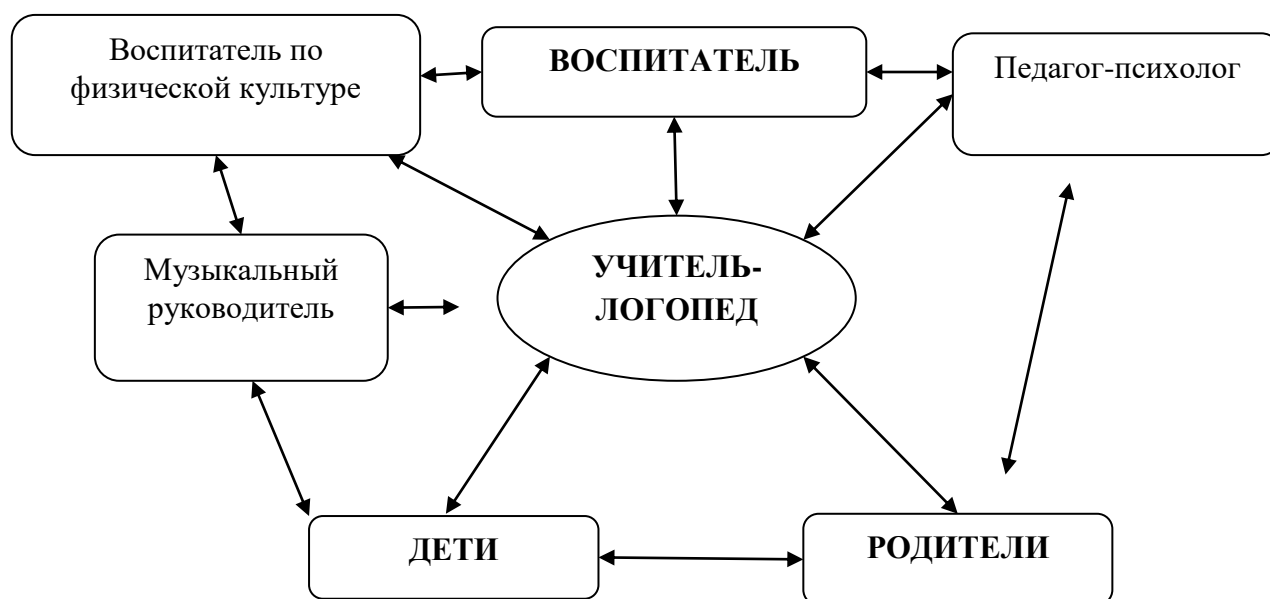 Воспитатель по
физической культуре
ВОСПИТАТЕЛЬ
Педагог-психолог
Музыкальный
руководитель
УЧИТЕЛЬ-
ЛОГОПЕД
ДЕТИ
РОДИТЕЛИ